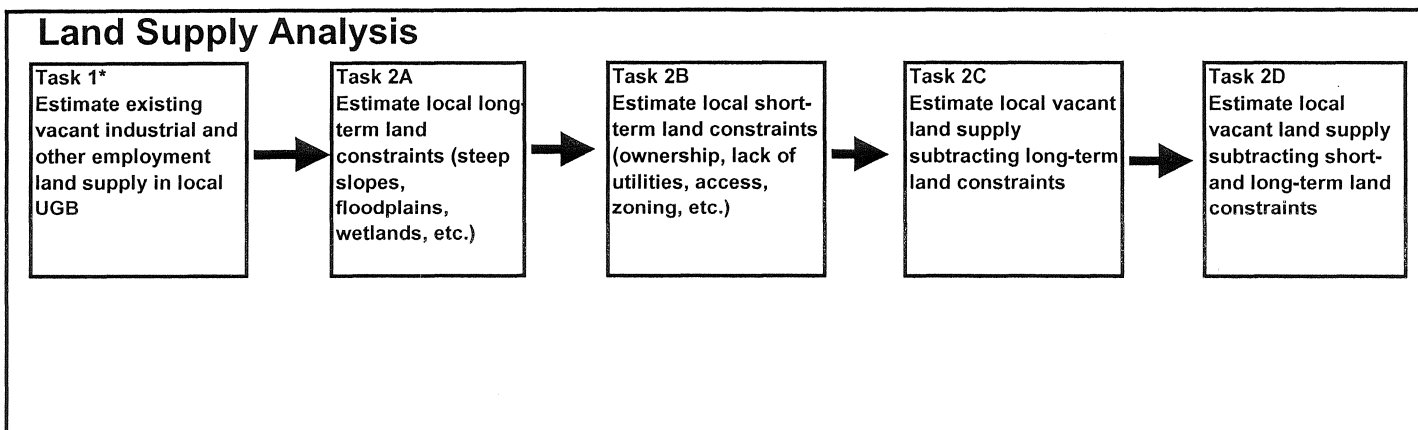 Land Supply Analysis
Task 1*
Estimate existing
vacant industrial and
other employment
land supply in local
UGB
Task 2A
Estimate local long-
term land
constraints (steep
slopes,
floodplains,
wetlands, etc.)
Task 2B
Estimate local short-
term land constraints
(ownership, lack of
utilities, access,
zoning, etc.)
Task 2C
Estimate local vacant
land supply
subtracting long-term
land constraints
Task 2D
Estimate local
vacant land supply
subtracting short-
and long-term land
constraints